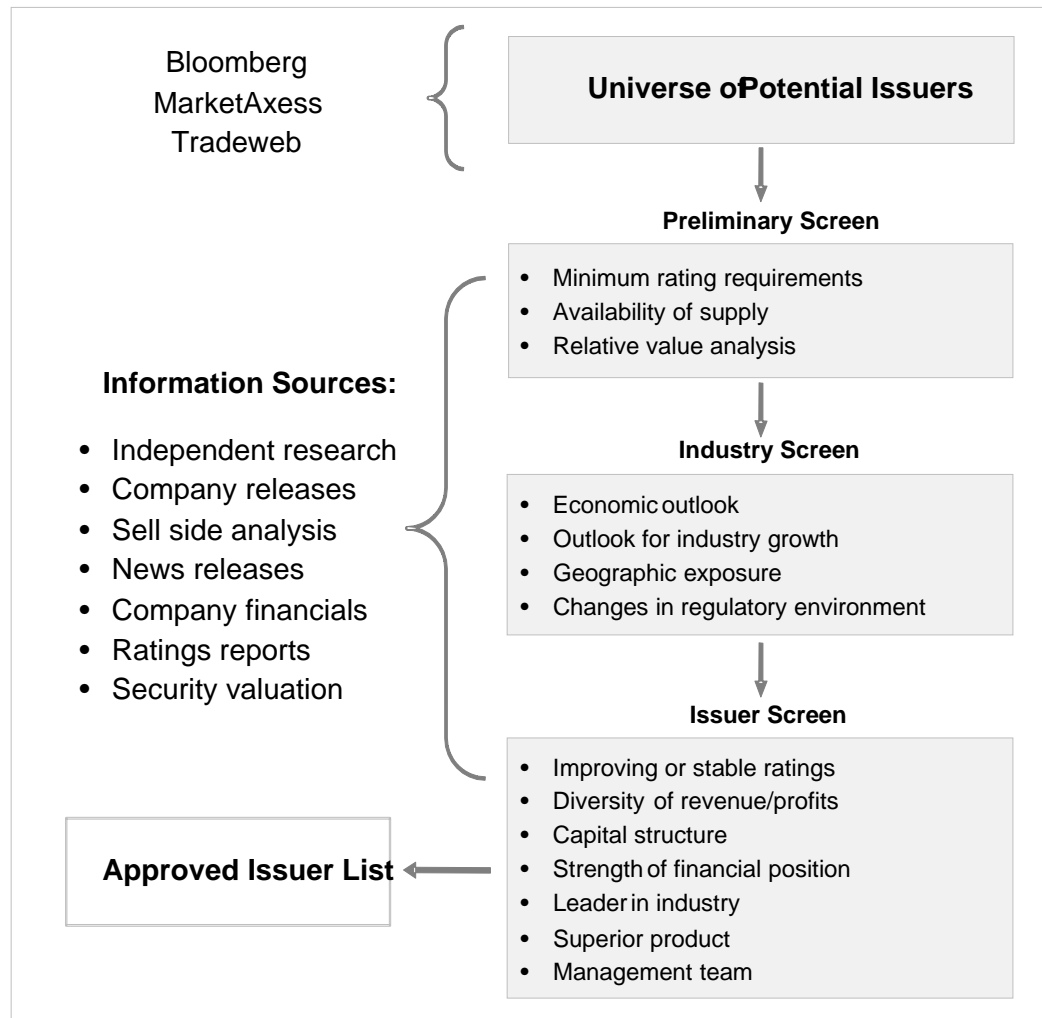 Bloomberg
MarketAxess
Tradeweb
Universe of Potential Issuers
Preliminary Screen
• Minimum rating requirements
• Availability of supply
• Relative value analysis
Information Sources:
• Independent research
• Company releases
• Sell side analysis
• News releases
• Company financials
• Ratings reports
• Security valuation
Industry Screen
• Economic outlook
• Outlook for industry growth
• Geographic exposure
• Changes in regulatory environment
Issuer Screen
• Improving or stable ratings
• Diversity of revenue/profits
• Capital structure
• Strength of financial position
• Leader in industry
• Superior product
• Management team
Approved Issuer List